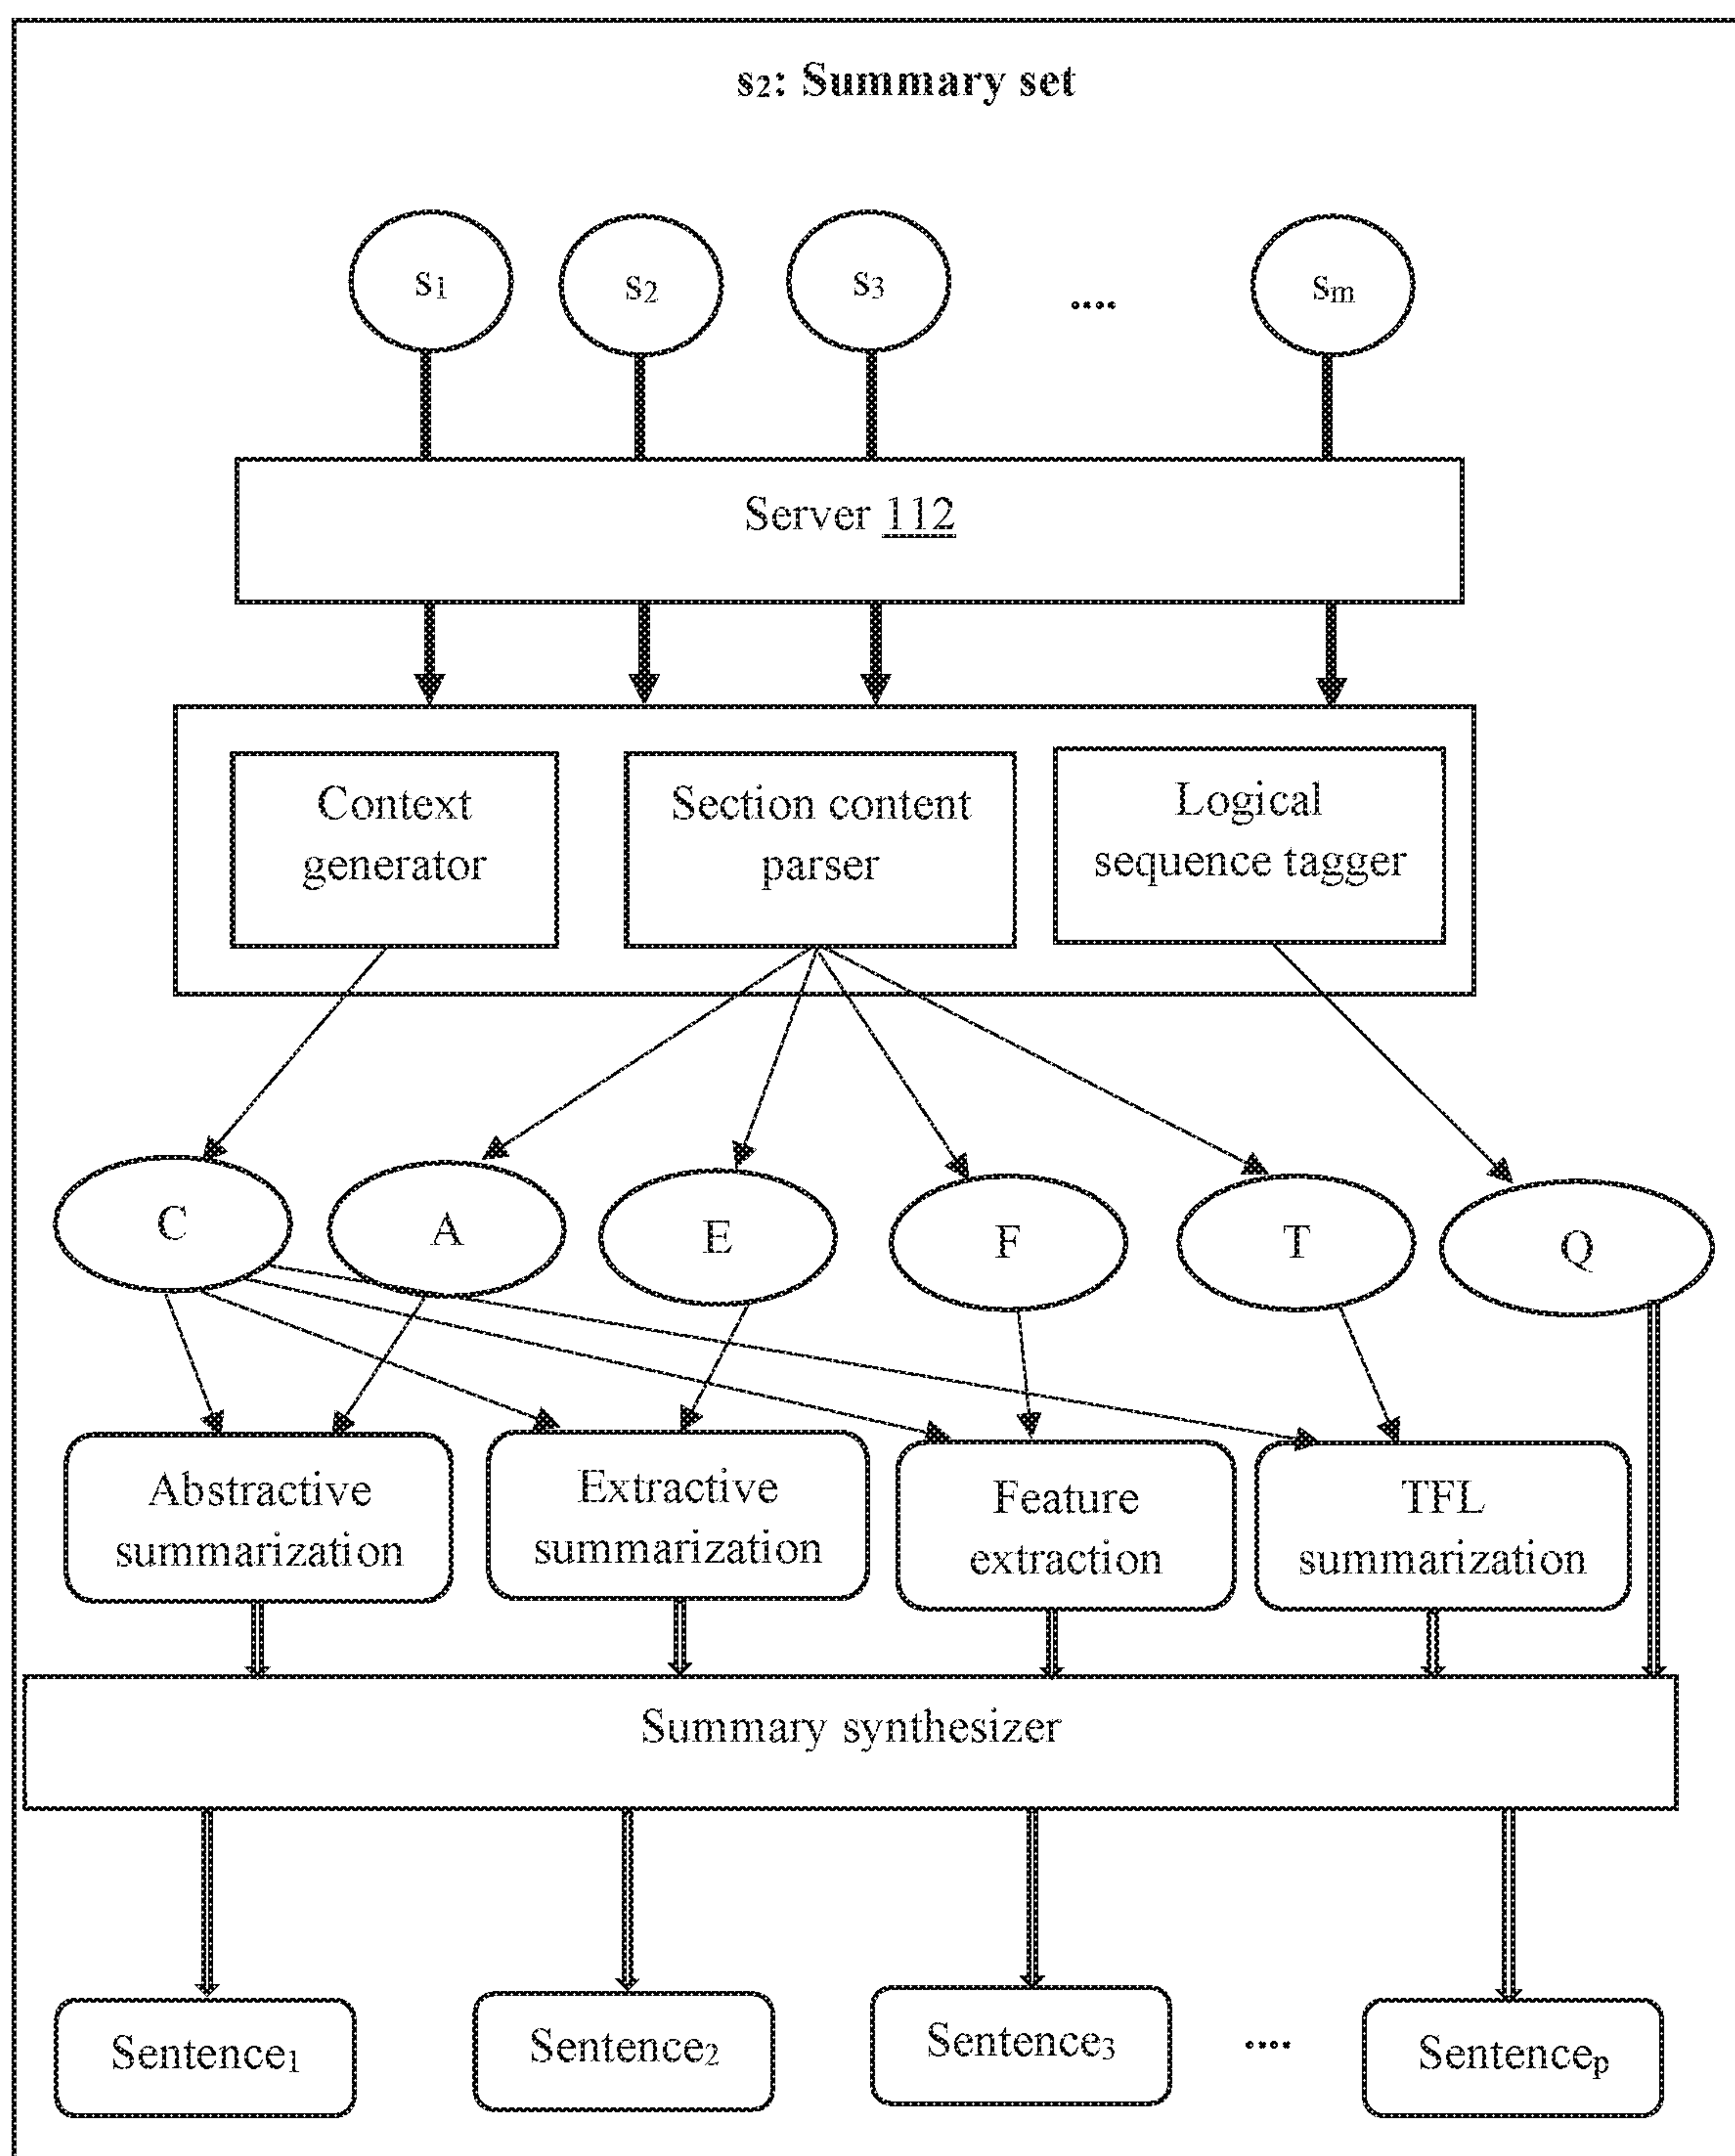 s₂: Summary set
s₁
s₂
s₃
....
sₘ
Server 112
Context
generator
Section content
parser
Logical
sequence tagger
C
A
E
F
T
Q
Abstractive
summarization
Extractive
summarization
Feature
extraction
TFL
summarization
Summary synthesizer
Sentence₁
Sentence₂
Sentence₃
....
Sentenceₚ